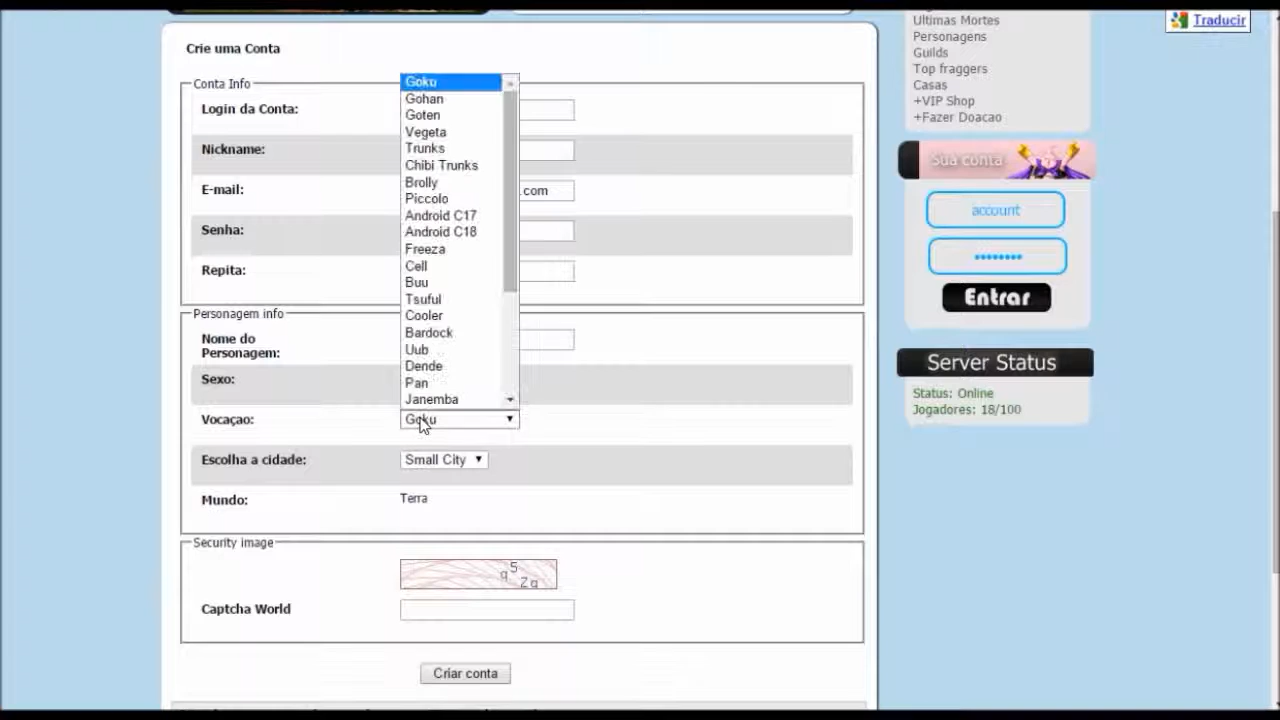 Traducir
Ultimas Mortes
Personagens
Guilds
Top fraggers
Casas
+VIP Shop
+Fazer Doacao
Crie uma Conta
Conta Info
Login da Conta:
Nickname:
E-mail:
.com
Senha:
Repita:
Goku
Gohan
Goten
Vegeta
Trunks
Chibi Trunks
Brolly
Piccolo
Android C17
Android C18
Freeza
Cell
Buu
Tsuful
Cooler
Bardock
Uub
Dende
Pan
Janemba
Personagem info
Nome do
Personagem:
Sexo:
Vocaçao:
Goku
Escolha a cidade:
Small City
Mundo:
Terra
Security image
q 5 Z q
Captcha World
Criar conta
Sua conta
account
Entrar
Server Status
Status: Online
Jogadores: 18/100